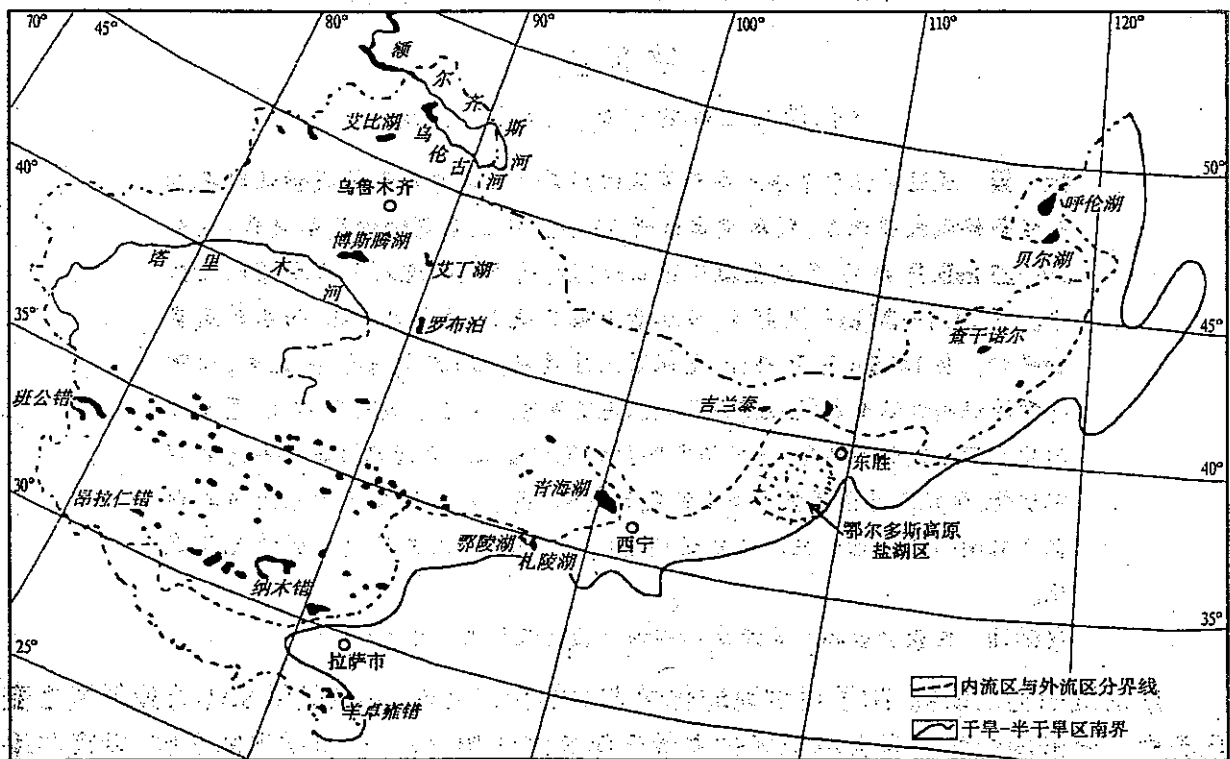 70°
45°
80°
90°
100°
110°
120°
额
尔
齐
斯
河
艾比湖
乌
伦
古
河
50°
40°
呼伦湖
乌鲁木齐
贝尔湖
博斯腾湖
塔
里
木
河
艾丁湖
35°
罗布泊
45°
查干诺尔
班公错
吉兰泰
东胜
40°
30°
青海湖
昂拉仁错
鄂陵湖
札陵湖
西宁
鄂尔多斯高原
盐湖区
纳木错
35°
25°
拉萨市
羊卓雍错
内流区与外流区分界线
干旱-半干旱区南界